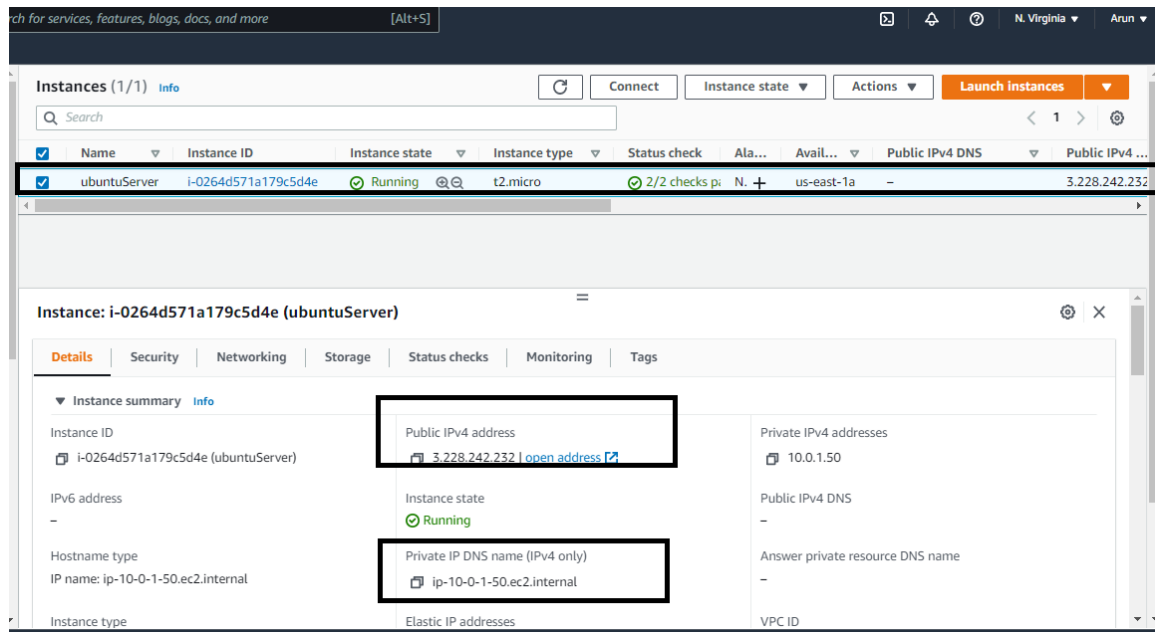 rch for services, features, blogs, docs, and more [Alt+S] N. Virginia ▼ Arun ▼
Instances (1/1) Info Connect Instance state ▼ Actions ▼ Launch instances ▼
Search 1
Name Instance ID Instance state Instance type Status check Ala... Avail... Public IPv4 DNS Public IPv4 ...
ubuntuServer i-0264d571a179c5d4e Running t2.micro 2/2 checks pa N. + us-east-1a – 3.228.242.232
Instance: i-0264d571a179c5d4e (ubuntuServer)
Details Security Networking Storage Status checks Monitoring Tags
▼ Instance summary Info
Instance ID Public IPv4 address Private IPv4 addresses
i-0264d571a179c5d4e (ubuntuServer) 3.228.242.232 | open address 10.0.1.50
IPv6 address Instance state Public IPv4 DNS
– Running –
Hostname type Private IP DNS name (IPv4 only) Answer private resource DNS name
IP name: ip-10-0-1-50.ec2.internal ip-10-0-1-50.ec2.internal –
Instance type Elastic IP addresses VPC ID